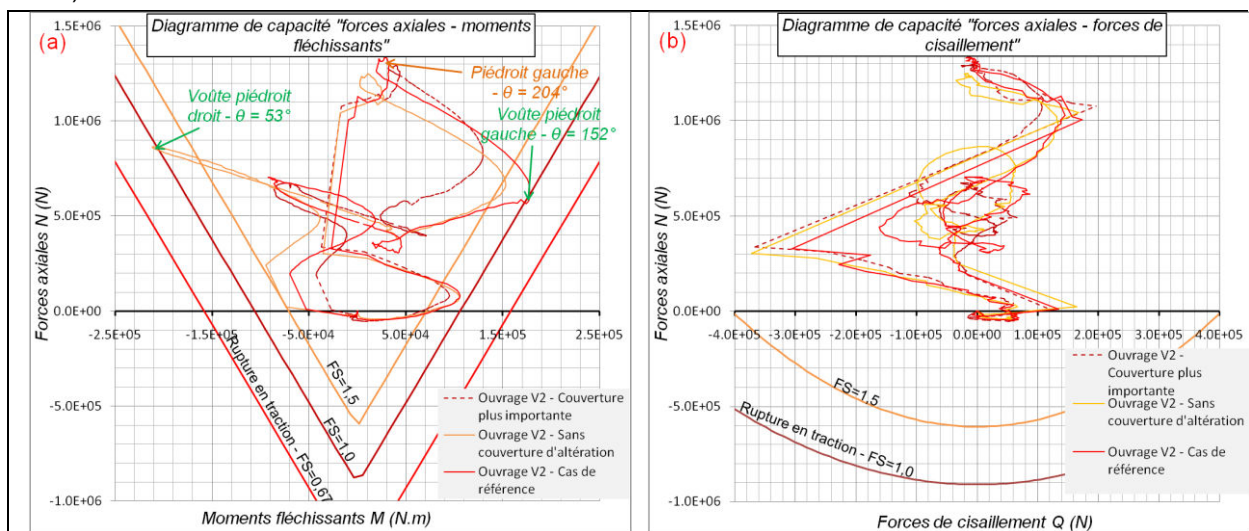 (a)
Diagramme de capacité "forces axiales - moments
fléchissants"
1.5E+06
1.0E+06
5.0E+05
0.0E+00
-5.0E+05
-1.0E+06
Forces axiales N (N)
-2.5E+05
-1.5E+05
-5.0E+04
5.0E+04
1.5E+05
2.5E+05
Piédroit gauche
- θ = 204°
Voûte piédroit
droit - θ = 53°
Voûte piédroit
gauche - θ = 152°
FS=1,5
FS=1.0
Rupture en traction - FS=0,67
Ouvrage V2 - Couverture
plus importante
Ouvrage V2 - Sans
couverture d'altération
Ouvrage V2 - Cas de
référence
Moments fléchissants M (N.m)
(b)
Diagramme de capacité "forces axiales - forces de
cisaillement"
1.5E+06
1.0E+06
5.0E+05
0.0E+00
-5.0E+05
-1.0E+06
Forces axiales N (N)
-4.0E+05
-3.0E+05
-2.0E+05
-1.0E+05
0.0E+00
1.0E+05
2.0E+05
3.0E+05
4.0E+05
FS=1,5
Rupture en traction - FS=1.0
Ouvrage V2 -
Couverture plus
importante
Ouvrage V2 - Sans
couverture d'altération
Ouvrage V2 - Cas de
référence
Forces de cisaillement Q (N)